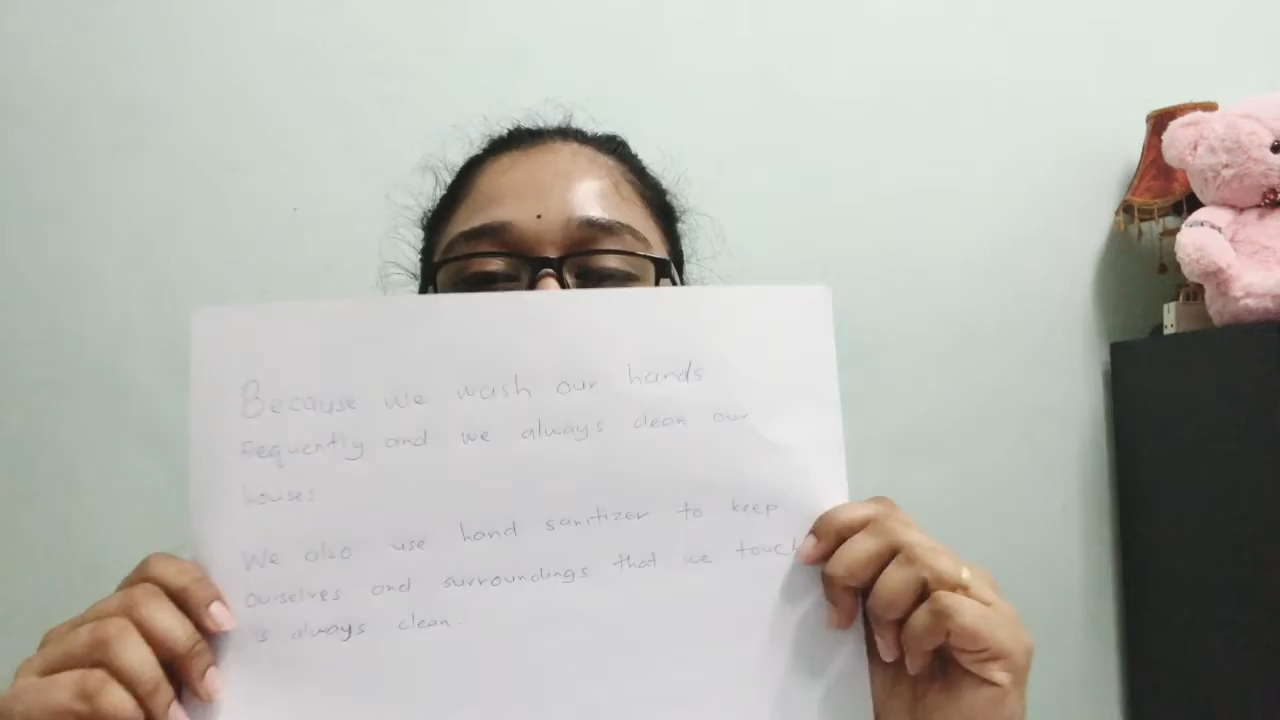 Because we wash our hands
Fequently and we always clean our
houses
We also use hand sanitizer to keep
ourselves and surroundings that we touch
is always clean.